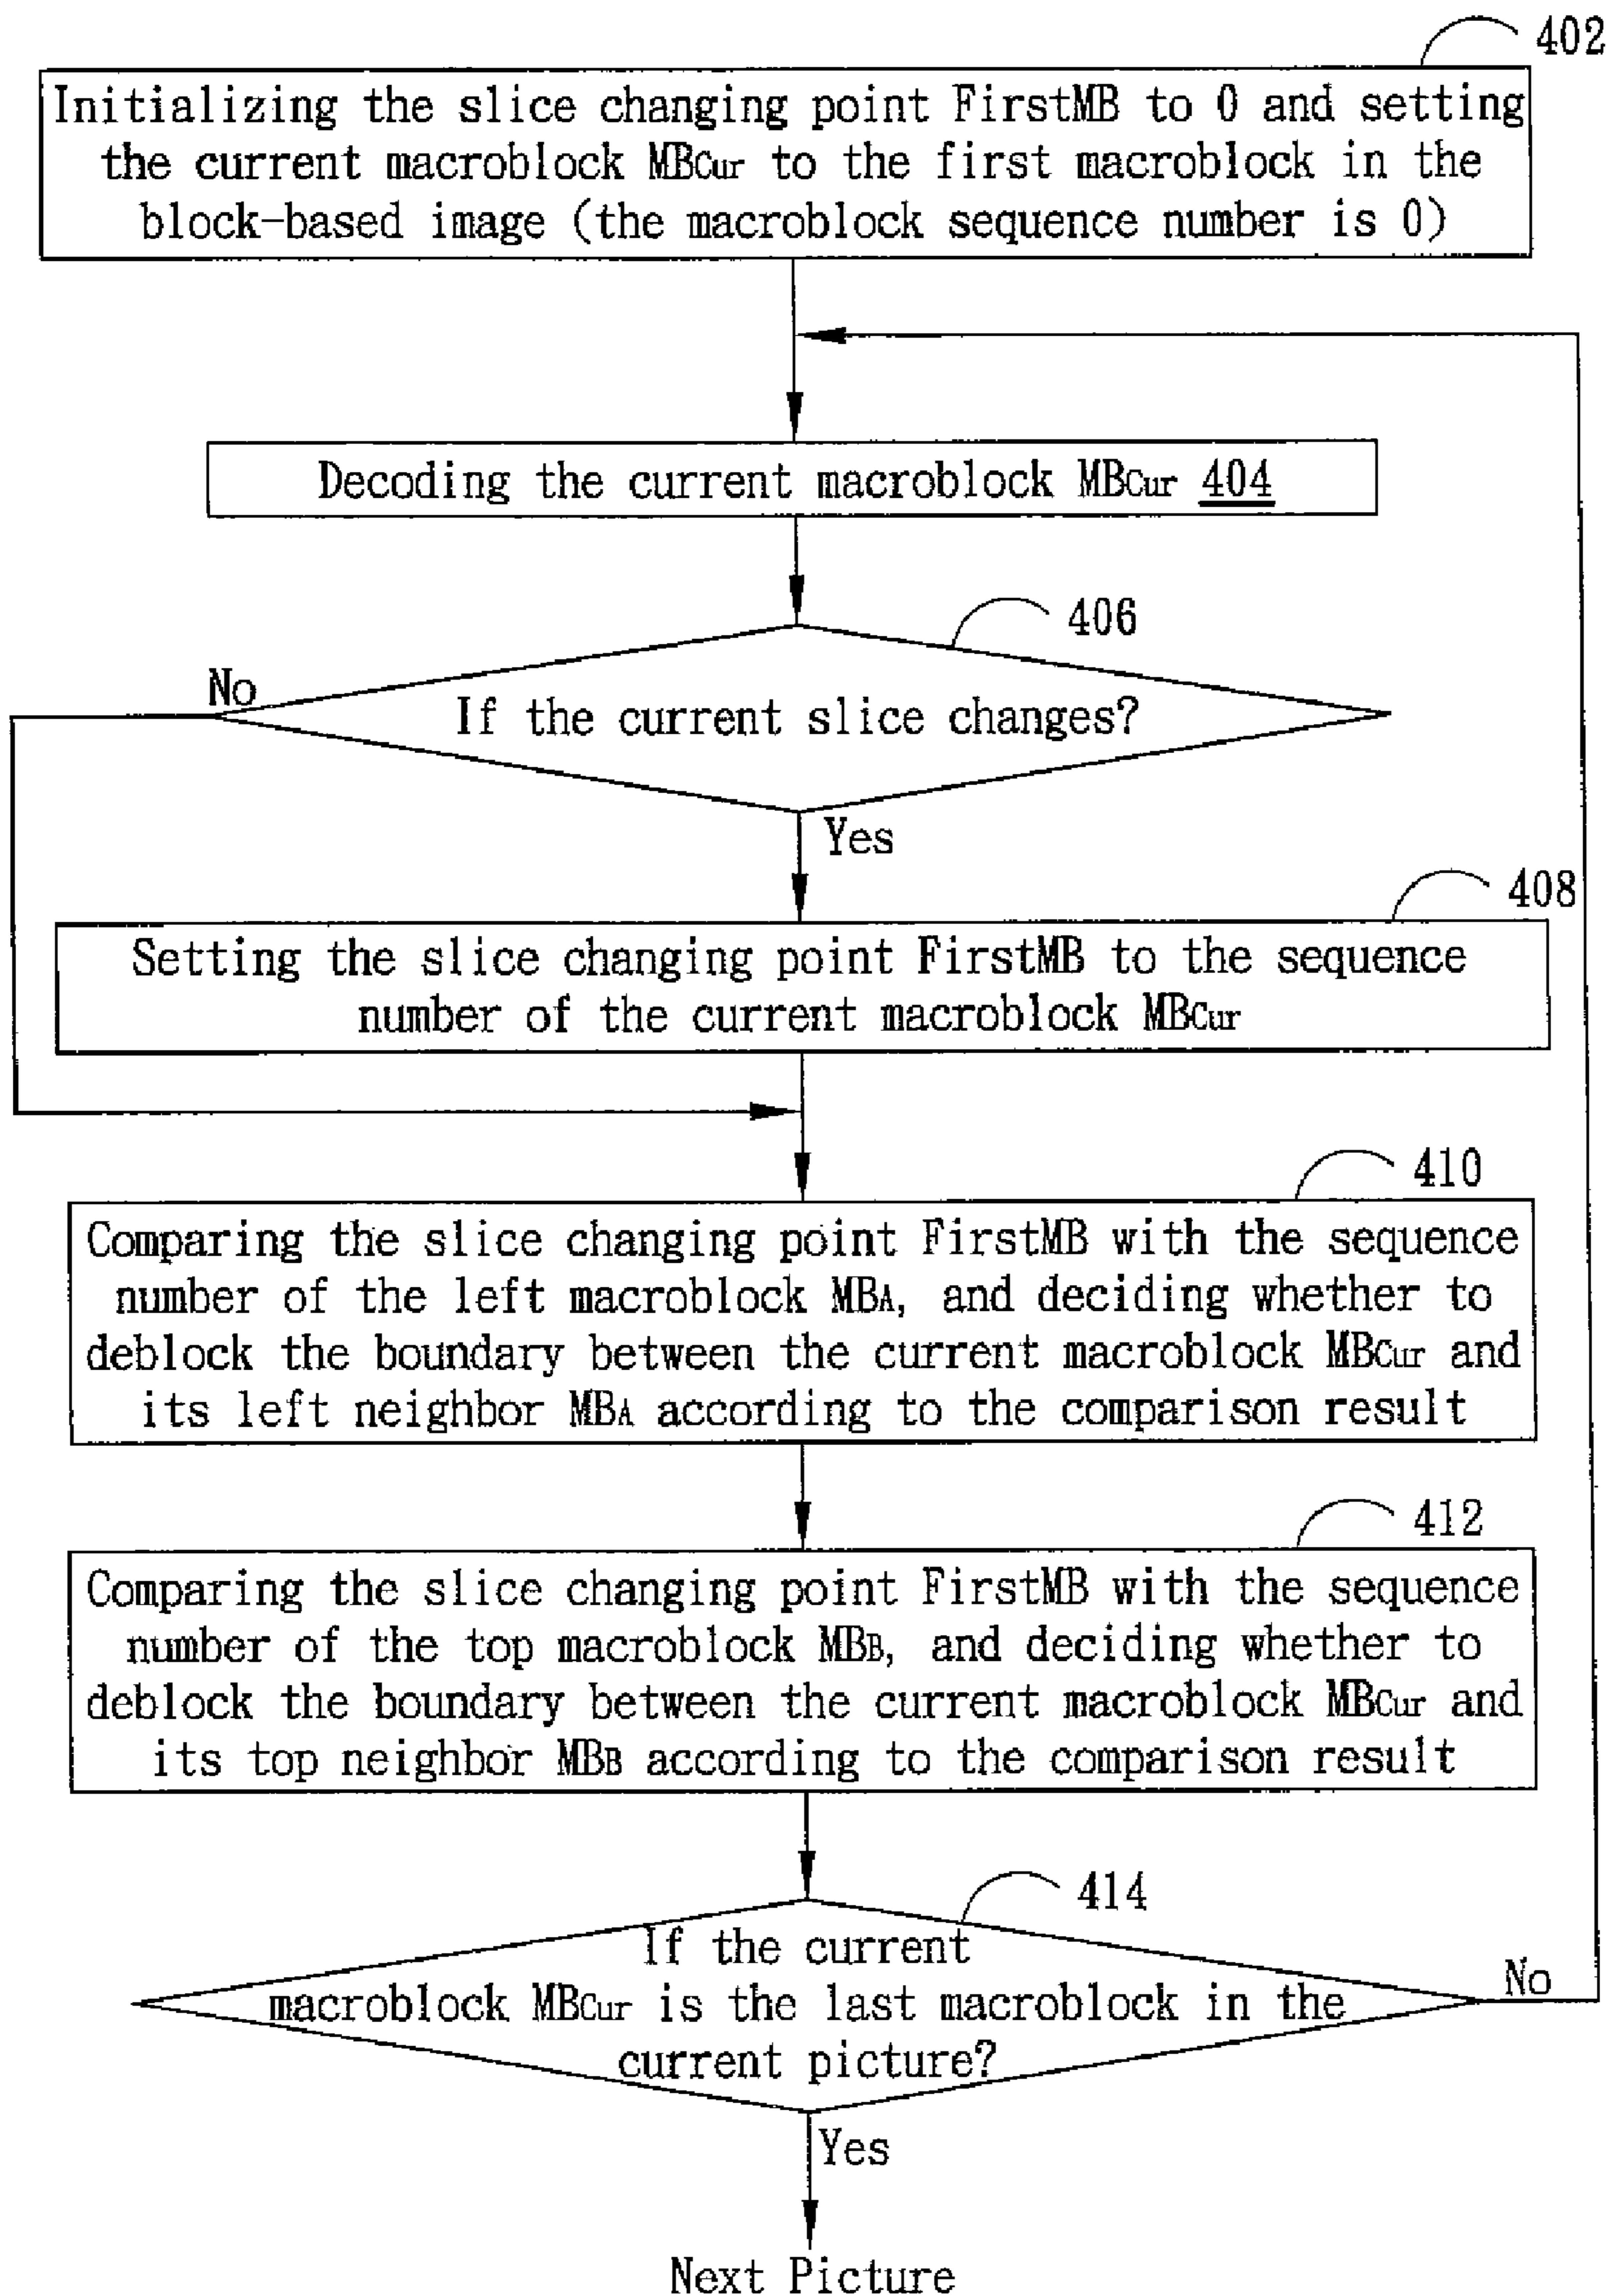 402
Initializing the slice changing point FirstMB to 0 and setting
the current macroblock MBCur to the first macroblock in the
block-based image (the macroblock sequence number is 0)
Decoding the current macroblock MBCur 404
406
No
If the current slice changes?
Yes
408
Setting the slice changing point FirstMB to the sequence
number of the current macroblock MBCur
410
Comparing the slice changing point FirstMB with the sequence
number of the left macroblock MBA, and deciding whether to
deblock the boundary between the current macroblock MBCur and
its left neighbor MBA according to the comparison result
412
Comparing the slice changing point FirstMB with the sequence
number of the top macroblock MBB, and deciding whether to
deblock the boundary between the current macroblock MBCur and
its top neighbor MBB according to the comparison result
414
If the current
macroblock MBCur is the last macroblock in the
current picture?
No
Yes
Next Picture